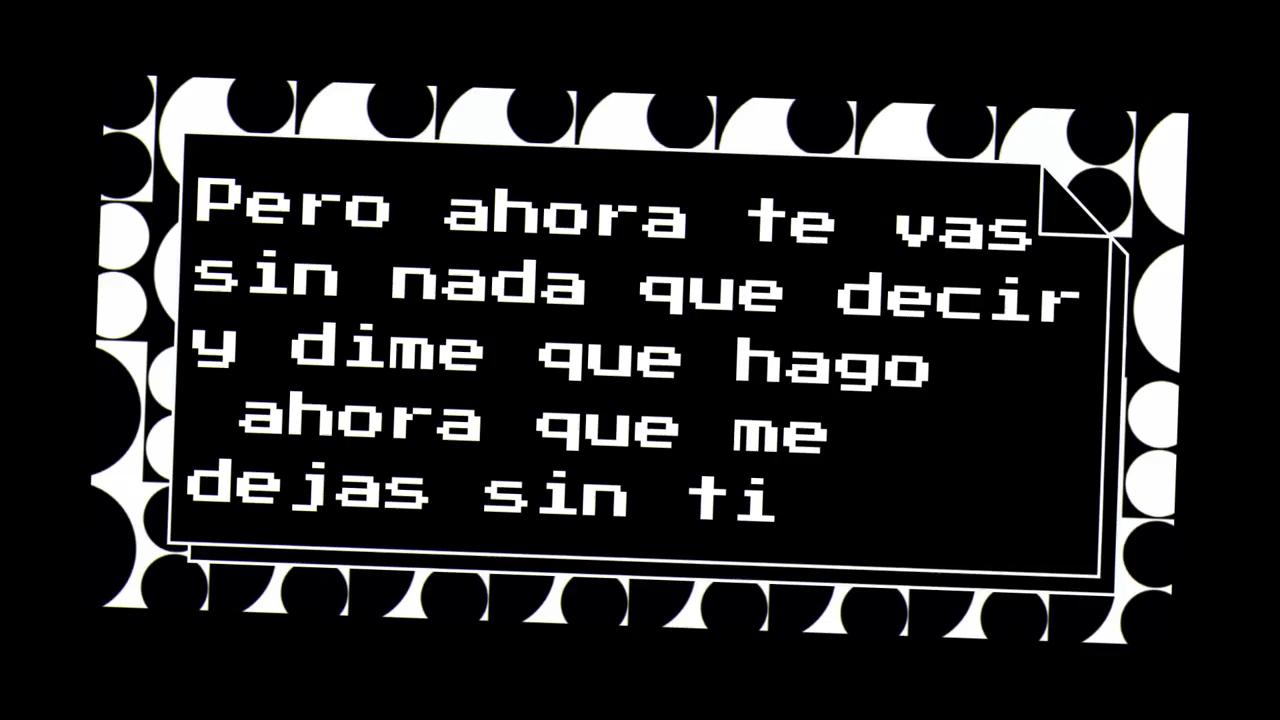 Pero ahora te vas
sin nada que decir
y dime que hago
ahora que me
dejas sin ti